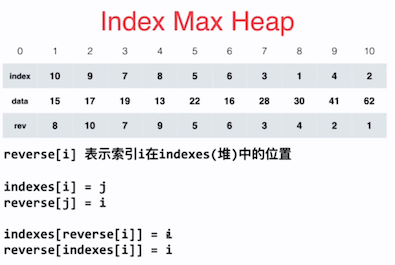 Index Max Heap
0 1 2 3 4 5 6 7 8 9 10
index 10 9 7 8 5 6 3 1 4 2
data 15 17 19 13 22 16 28 30 41 62
rev 8 10 7 9 5 6 3 4 2 1
reverse[i] 表示索引i在indexes(堆)中的位置
indexes[i] = j
reverse[j] = i
indexes[reverse[i]] = i
reverse[indexes[i]] = i